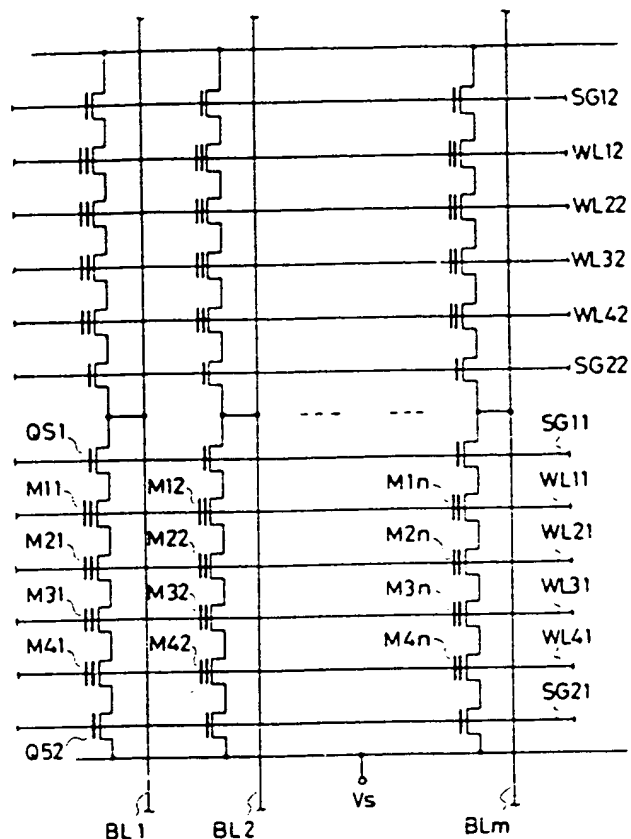 SG12
WL12
WL22
WL32
WL42
SG22
QS1
SG11
M11 M12 M1n WL11
M21 M22 M2n WL21
M31 M32 M3n WL31
M41 M42 M4n WL41
SG21
Q52
BL1 BL2 Vs BLm